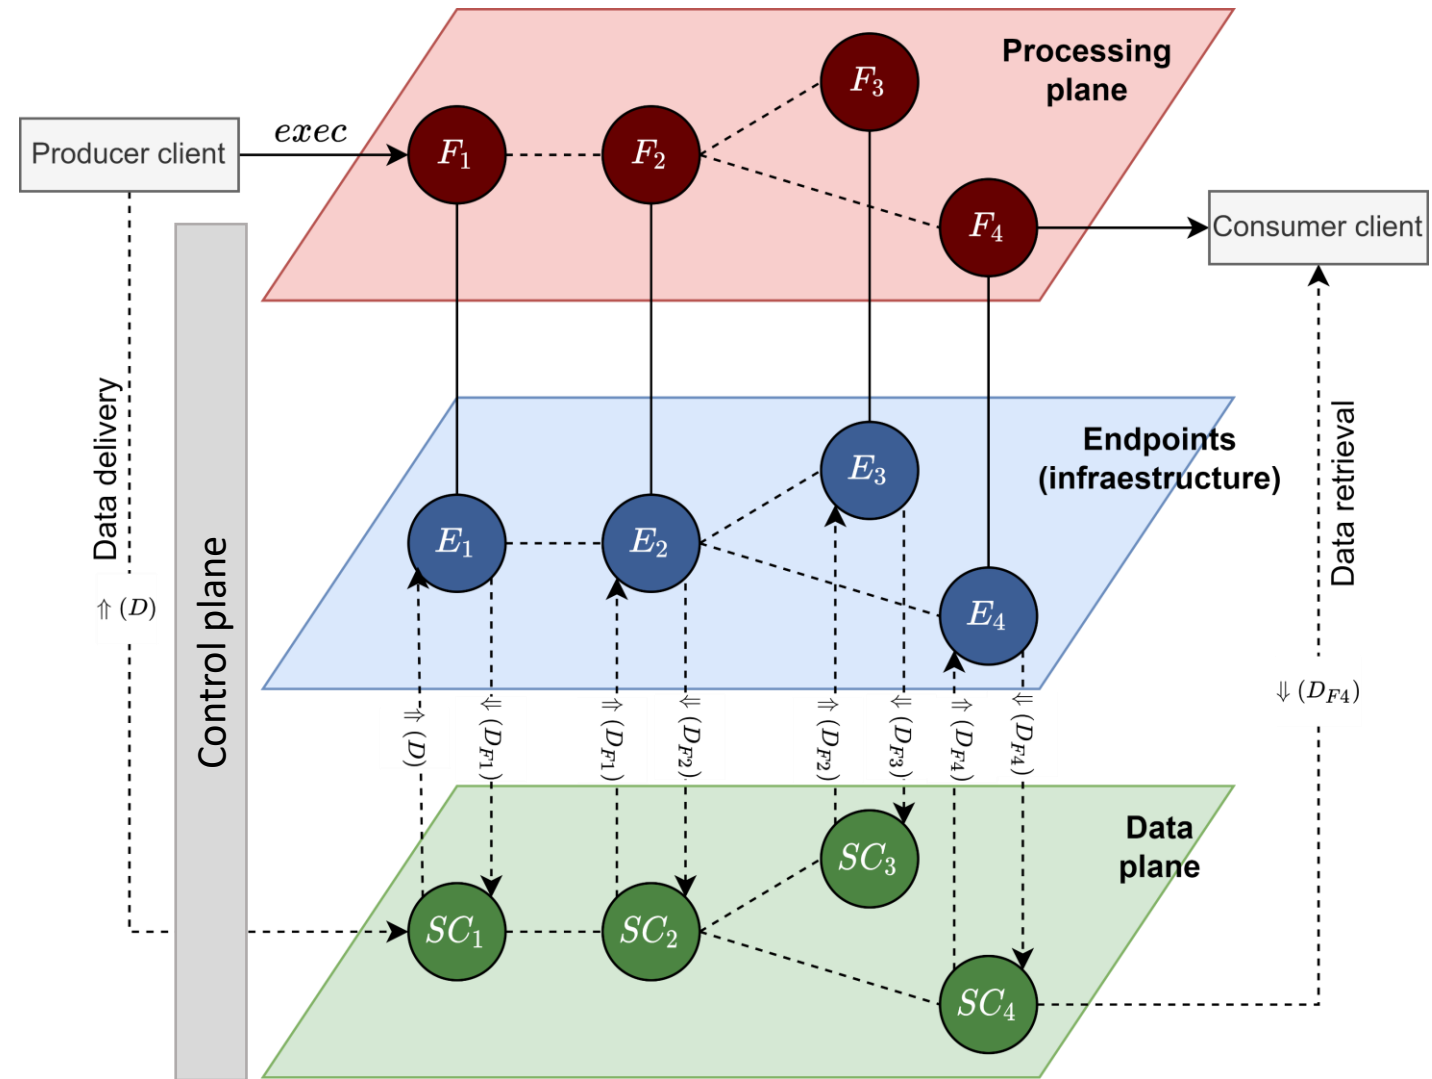 Processing
plane
F3
exec
Producer client
F1
F2
F4
Consumer client
Endpoints
(infraestructure)
E3
E1
E2
E4
Data delivery
⇑ (D)
Control plane
Data retrieval
⇓ (DF4)
⇑ (D)
⇓ (DF1)
⇑ (DF1)
⇓ (DF2)
⇑ (DF2)
⇓ (DF3)
⇑ (DF4)
⇓ (DF4)
Data
plane
SC3
SC1
SC2
SC4